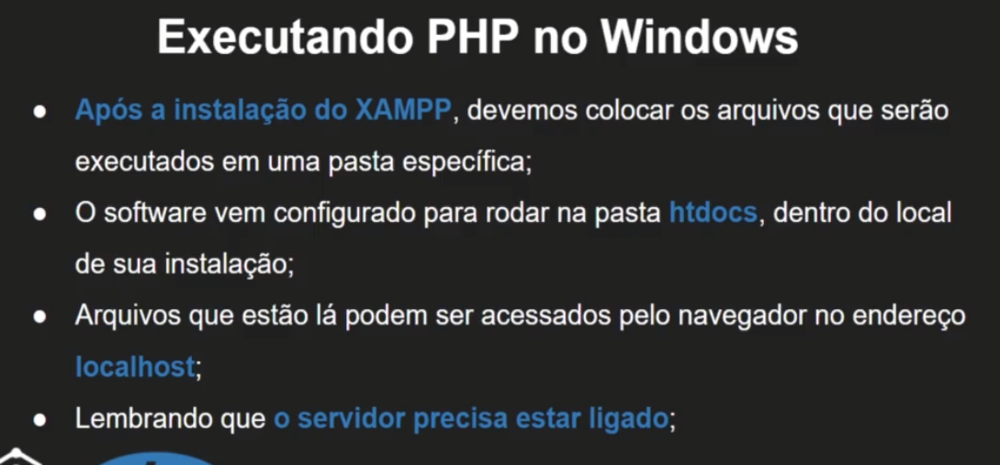 Executando PHP no Windows
● Após a instalação do XAMPP, devemos colocar os arquivos que serão
executados em uma pasta específica;
● O software vem configurado para rodar na pasta htdocs, dentro do local
de sua instalação;
● Arquivos que estão lá podem ser acessados pelo navegador no endereço
localhost;
● Lembrando que o servidor precisa estar ligado;